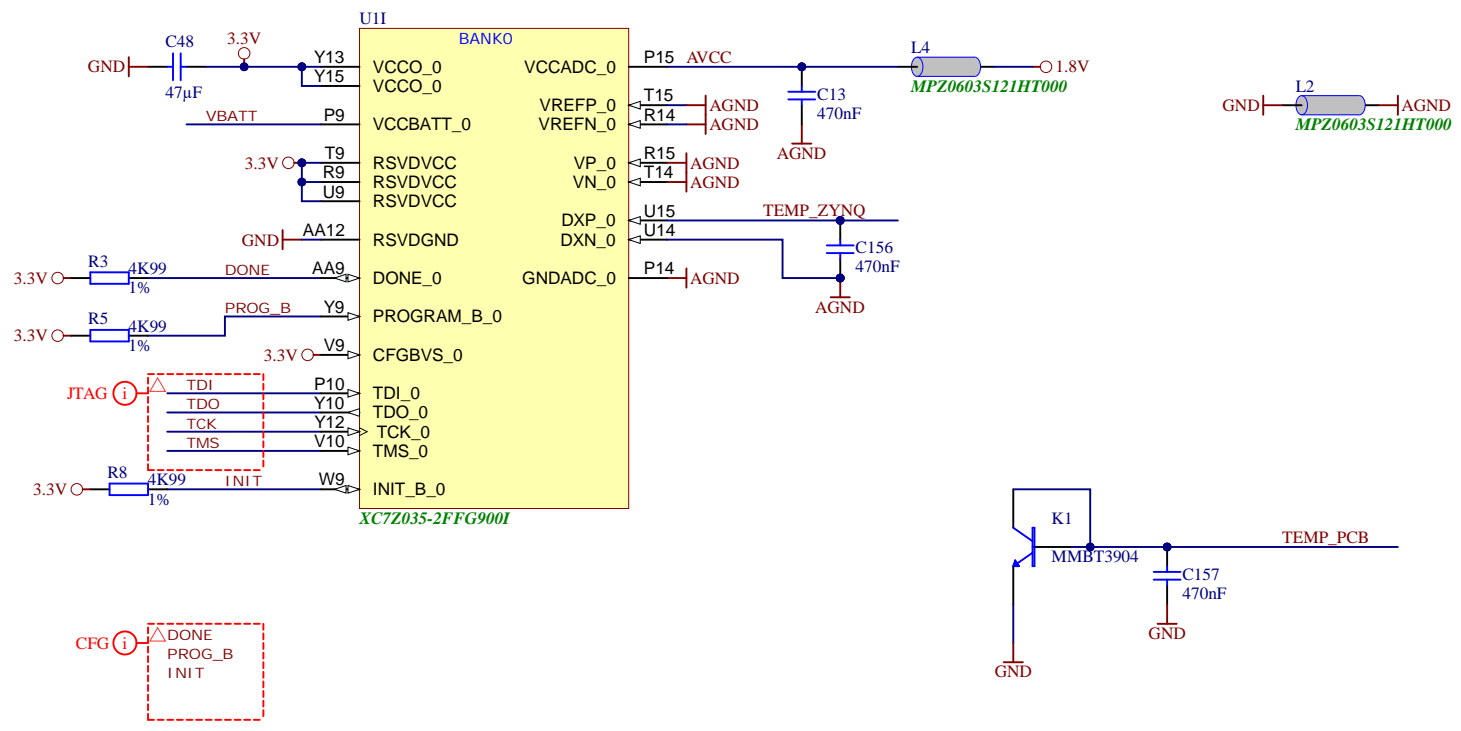 U1I
BANK0
C48
3.3V
GND
47µF
Y13
VCCO_0
Y15
VCCO_0
VBATT
P9
VCCBATT_0
3.3V
T9
RSVDVCC
R9
RSVDVCC
U9
RSVDVCC
GND
AA12
RSVDGND
R3
3.3V
4K99
1%
DONE
AA9
DONE_0
R5
3.3V
4K99
1%
PROG_B
Y9
PROGRAM_B_0
3.3V
V9
CFGBVS_0
JTAG
i
TDI
P10
TDI_0
TDO
Y10
TDO_0
TCK
Y12
TCK_0
TMS
V10
TMS_0
R8
3.3V
4K99
1%
INIT
W9
INIT_B_0
XC7Z035-2FFG900I
VCCADC_0
P15
AVCC
L4
1.8V
MPZ0603S121HT000
C13
470nF
AGND
VREFP_0
T15
AGND
VREFN_0
R14
AGND
VP_0
R15
AGND
VN_0
T14
AGND
DXP_0
U15
TEMP_ZYNQ
DXN_0
U14
C156
470nF
AGND
GNDADC_0
P14
AGND
L2
GND
AGND
MPZ0603S121HT000
K1
MMBT3904
TEMP_PCB
C157
470nF
GND
GND
CFG
i
DONE
PROG_B
INIT